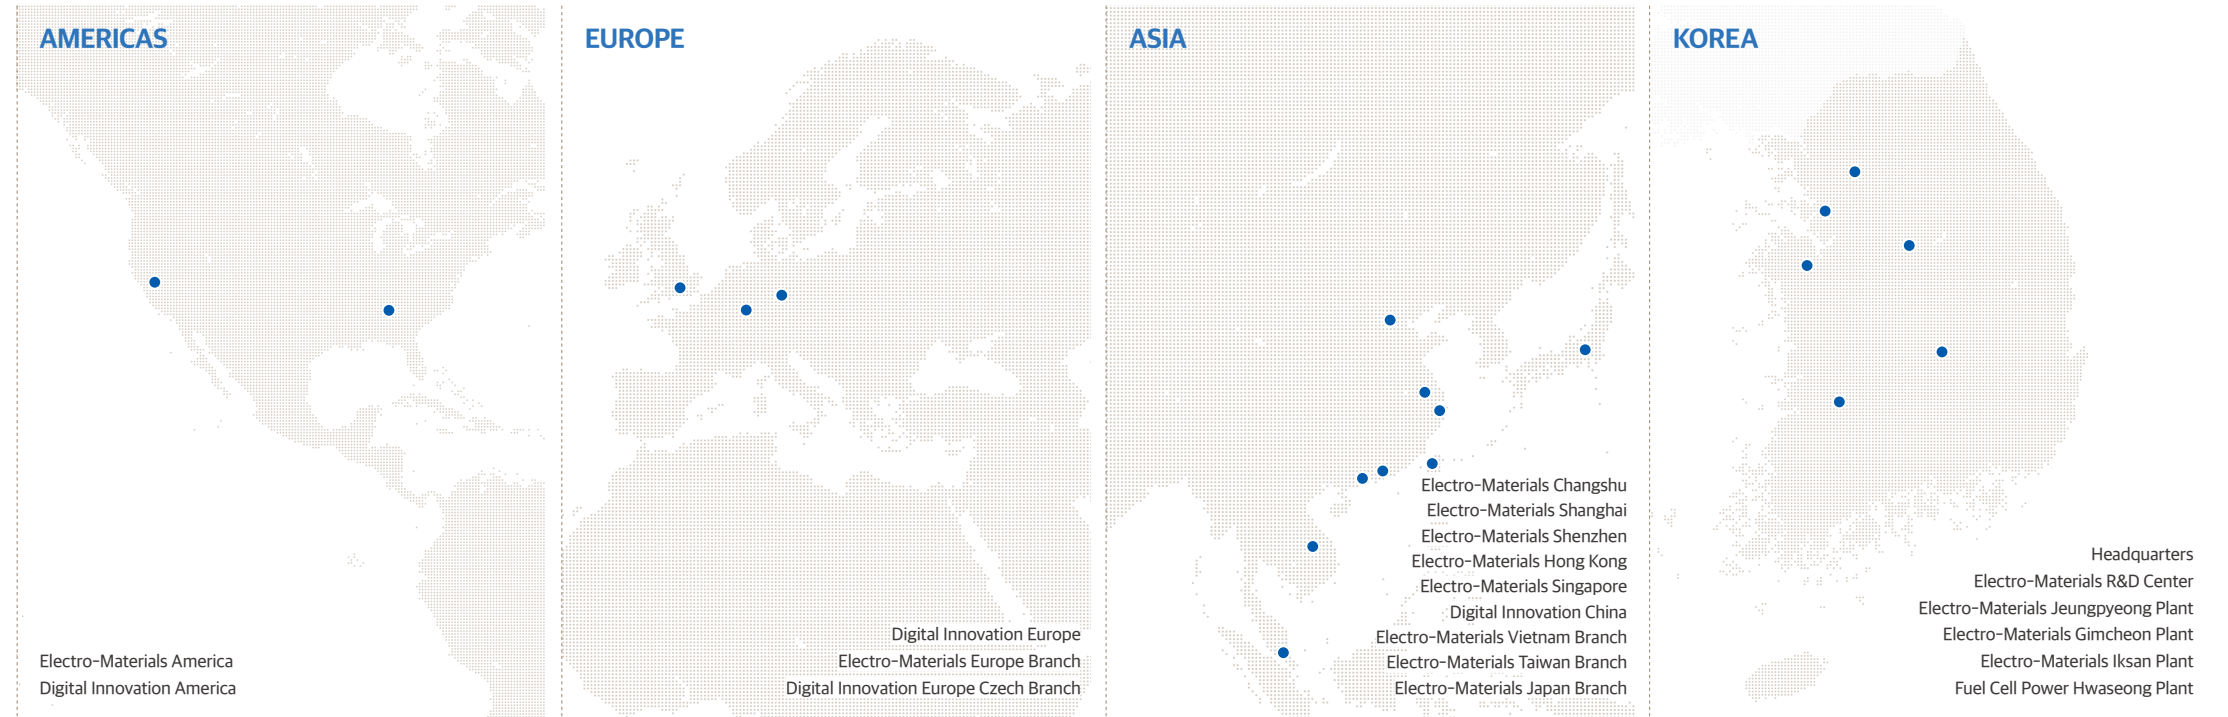 AMERICAS
Electro-Materials America
Digital Innovation America
EUROPE
Digital Innovation Europe
Electro-Materials Europe Branch
Digital Innovation Europe Czech Branch
ASIA
Electro-Materials Changshu
Electro-Materials Shanghai
Electro-Materials Shenzhen
Electro-Materials Hong Kong
Electro-Materials Singapore
Digital Innovation China
Electro-Materials Vietnam Branch
Electro-Materials Taiwan Branch
Electro-Materials Japan Branch
KOREA
Headquarters
Electro-Materials R&D Center
Electro-Materials Jeungpyeong Plant
Electro-Materials Gimcheon Plant
Electro-Materials Iksan Plant
Fuel Cell Power Hwaseong Plant